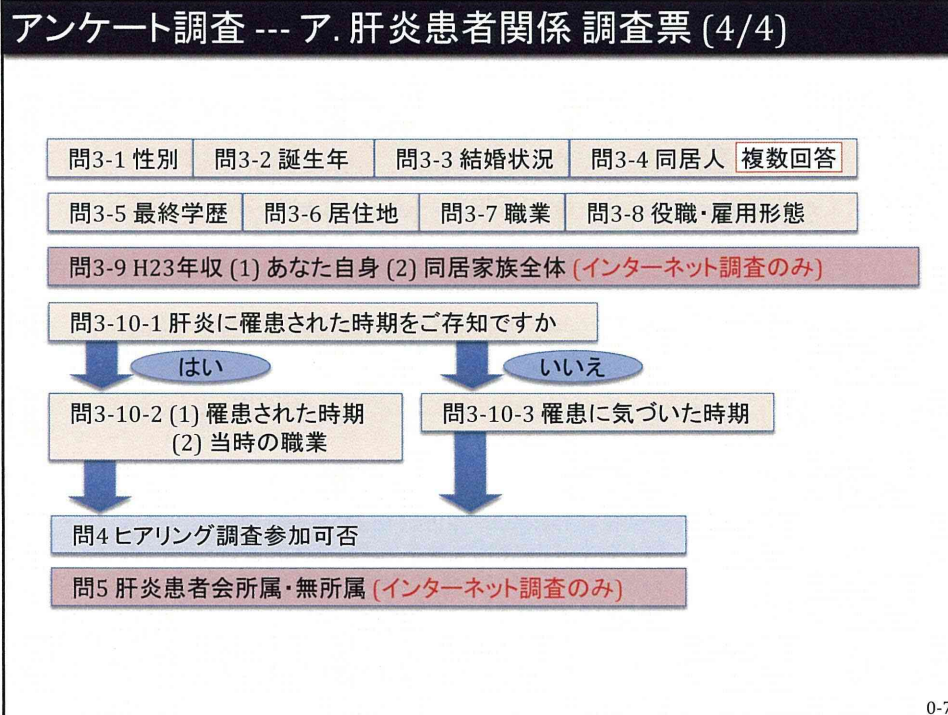 アンケート調査 --- ア. 肝炎患者関係 調査票 (4/4)
問3-1 性別
問3-2 誕生年
問3-3 結婚状況
問3-4 同居人 複数回答
問3-5 最終学歴
問3-6 居住地
問3-7 職業
問3-8 役職・雇用形態
問3-9 H23年収 (1) あなた自身 (2) 同居家族全体 (インターネット調査のみ)
問3-10-1 肝炎に罹患された時期をご存知ですか
はい
いいえ
問3-10-2 (1) 罹患された時期
(2) 当時の職業
問3-10-3 罹患に気づいた時期
問4 ヒアリング調査参加可否
問5 肝炎患者会所属・無所属 (インターネット調査のみ)
0-7